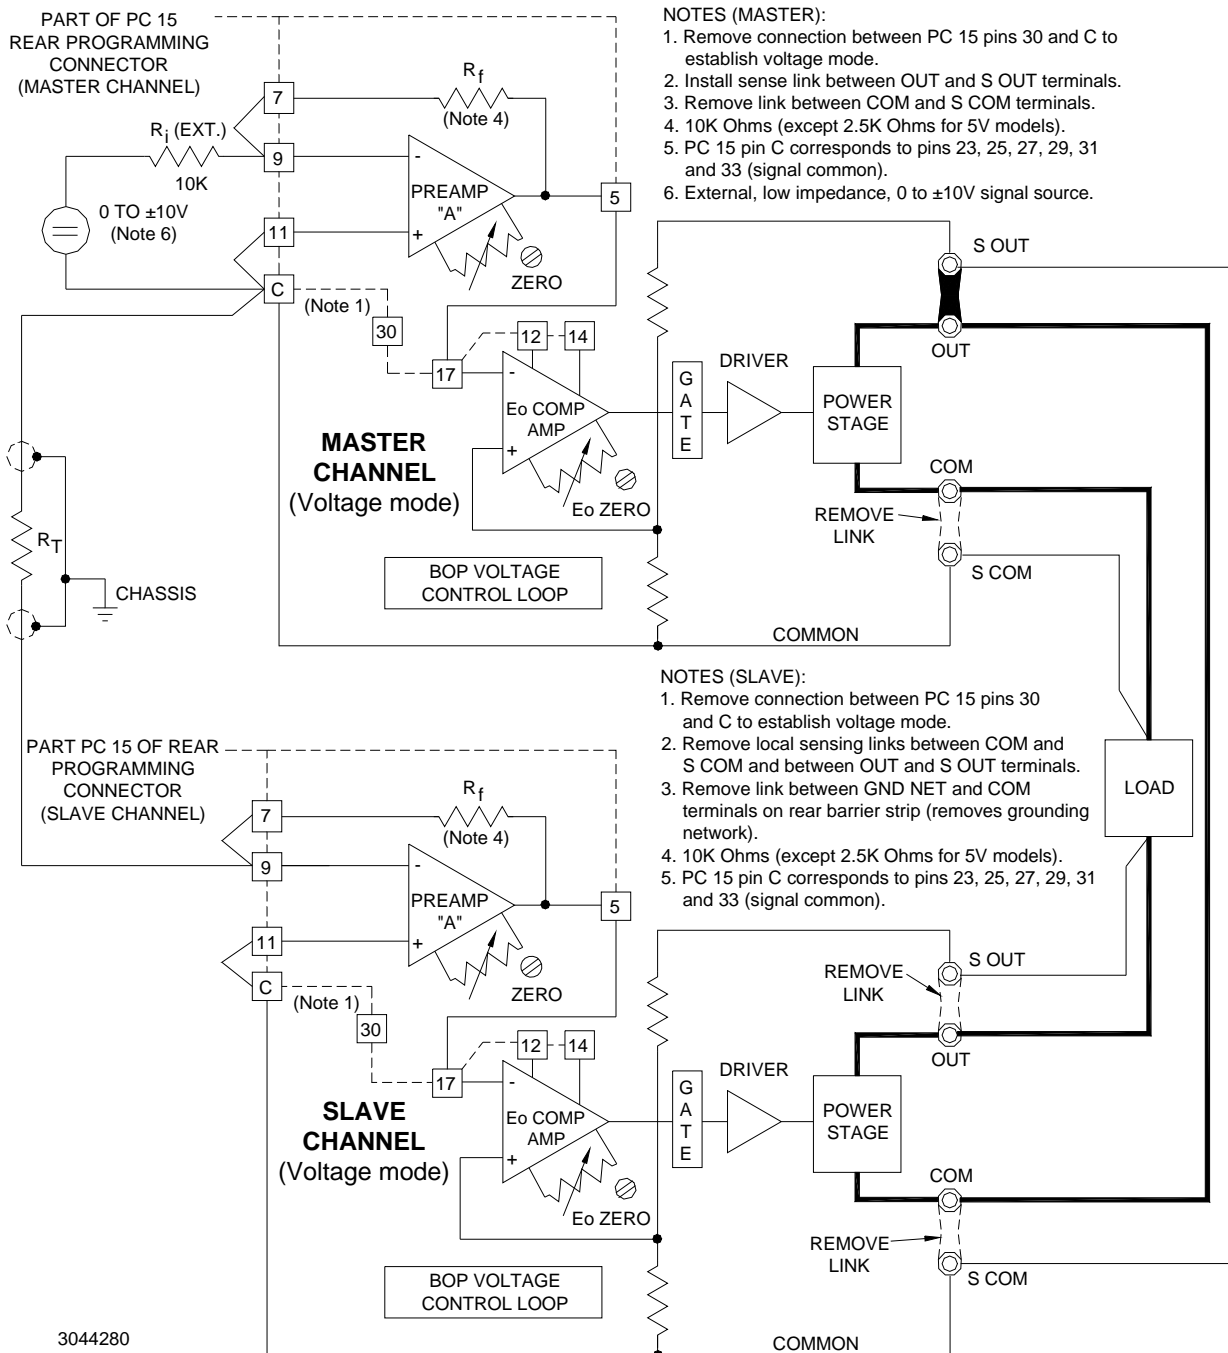 PART OF PC 15
REAR PROGRAMMING
CONNECTOR
(MASTER CHANNEL)
NOTES (MASTER):
1. Remove connection between PC 15 pins 30 and C to
establish voltage mode.
2. Install sense link between OUT and S OUT terminals.
3. Remove link between COM and S COM terminals.
4. 10K Ohms (except 2.5K Ohms for 5V models).
5. PC 15 pin C corresponds to pins 23, 25, 27, 29, 31
and 33 (signal common).
6. External, low impedance, 0 to ±10V signal source.
Rf
(Note 4)
7
Ri (EXT.)
10K
9
-
PREAMP
"A"
+
5
0 TO ±10V
(Note 6)
11
ZERO
C
(Note 1)
30
12
14
17
-
Eo COMP
AMP
+
Eo ZERO
GATE
DRIVER
POWER
STAGE
S OUT
OUT
COM
REMOVE
LINK
S COM
MASTER
CHANNEL
(Voltage mode)
RT
CHASSIS
BOP VOLTAGE
CONTROL LOOP
COMMON
NOTES (SLAVE):
1. Remove connection between PC 15 pins 30
and C to establish voltage mode.
2. Remove local sensing links between COM and
S COM and between OUT and S OUT terminals.
3. Remove link between GND NET and COM
terminals on rear barrier strip (removes grounding
network).
4. 10K Ohms (except 2.5K Ohms for 5V models).
5. PC 15 pin C corresponds to pins 23, 25, 27, 29, 31
and 33 (signal common).
LOAD
PART PC 15 OF REAR
PROGRAMMING
CONNECTOR
(SLAVE CHANNEL)
Rf
(Note 4)
7
9
-
PREAMP
"A"
+
5
11
ZERO
C
(Note 1)
30
12
14
17
-
Eo COMP
AMP
+
Eo ZERO
GATE
DRIVER
POWER
STAGE
S OUT
REMOVE
LINK
OUT
COM
REMOVE
LINK
S COM
SLAVE
CHANNEL
(Voltage mode)
BOP VOLTAGE
CONTROL LOOP
COMMON
3044280